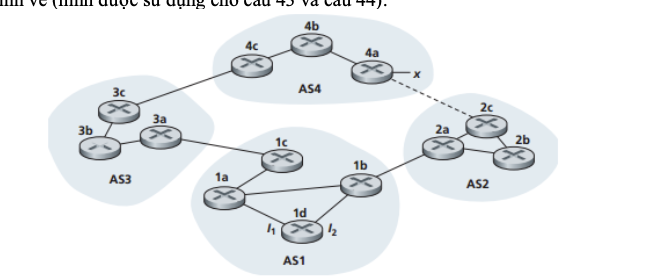 hình vẽ (hình được sử dụng cho câu 43 và câu 44):
4b
4c
4a
x
AS4
3c
3b
3a
AS3
2c
2a
2b
AS2
1c
1a
1b
1d
I1
I2
AS1